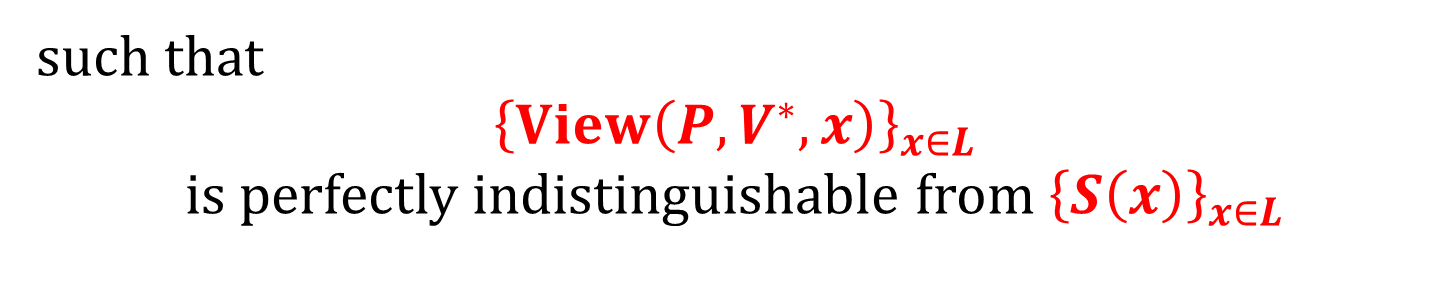 such that
{View(P, V*, x)}x∈L
is perfectly indistinguishable from {S(x)}x∈L